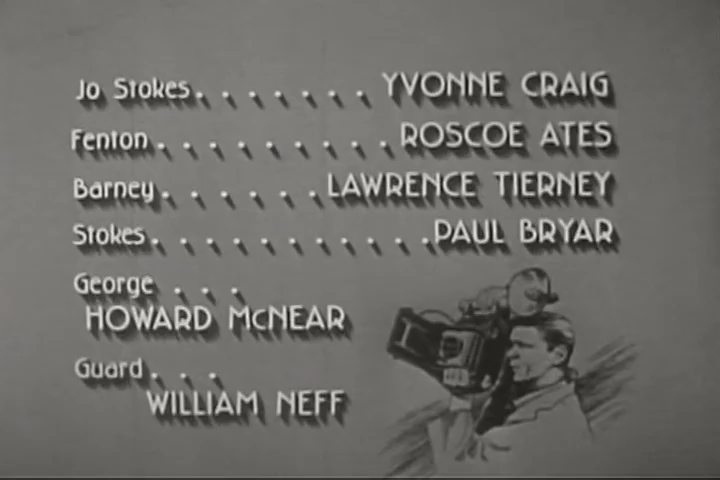 Jo Stokes. . . . . . . YVONNE CRAIG
Fenton. . . . . . . . . ROSCOE ATES
Barney. . . . . . LAWRENCE TIERNEY
Stokes. . . . . . . . . . . PAUL BRYAR
George . . .
HOWARD McNEAR
Guard. . .
WILLIAM NEFF